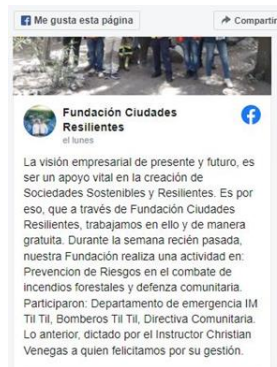 Me gusta esta página
Compartir
Fundación Ciudades
Resilientes
el lunes
La visión empresarial de presente y futuro, es
ser un apoyo vital en la creación de
Sociedades Sostenibles y Resilientes. Es por
eso, que a través de Fundación Ciudades
Resilientes, trabajamos en ello y de manera
gratuita. Durante la semana recién pasada,
nuestra Fundación realiza una actividad en:
Prevencion de Riesgos en el combate de
incendios forestales y defenza comunitaria.
Participaron: Departamento de emergencia IM
Til Til, Bomberos Til Til, Directiva Comunitaria.
Lo anterior, dictado por el Instructor Christian
Venegas a quien felicitamos por su gestión.